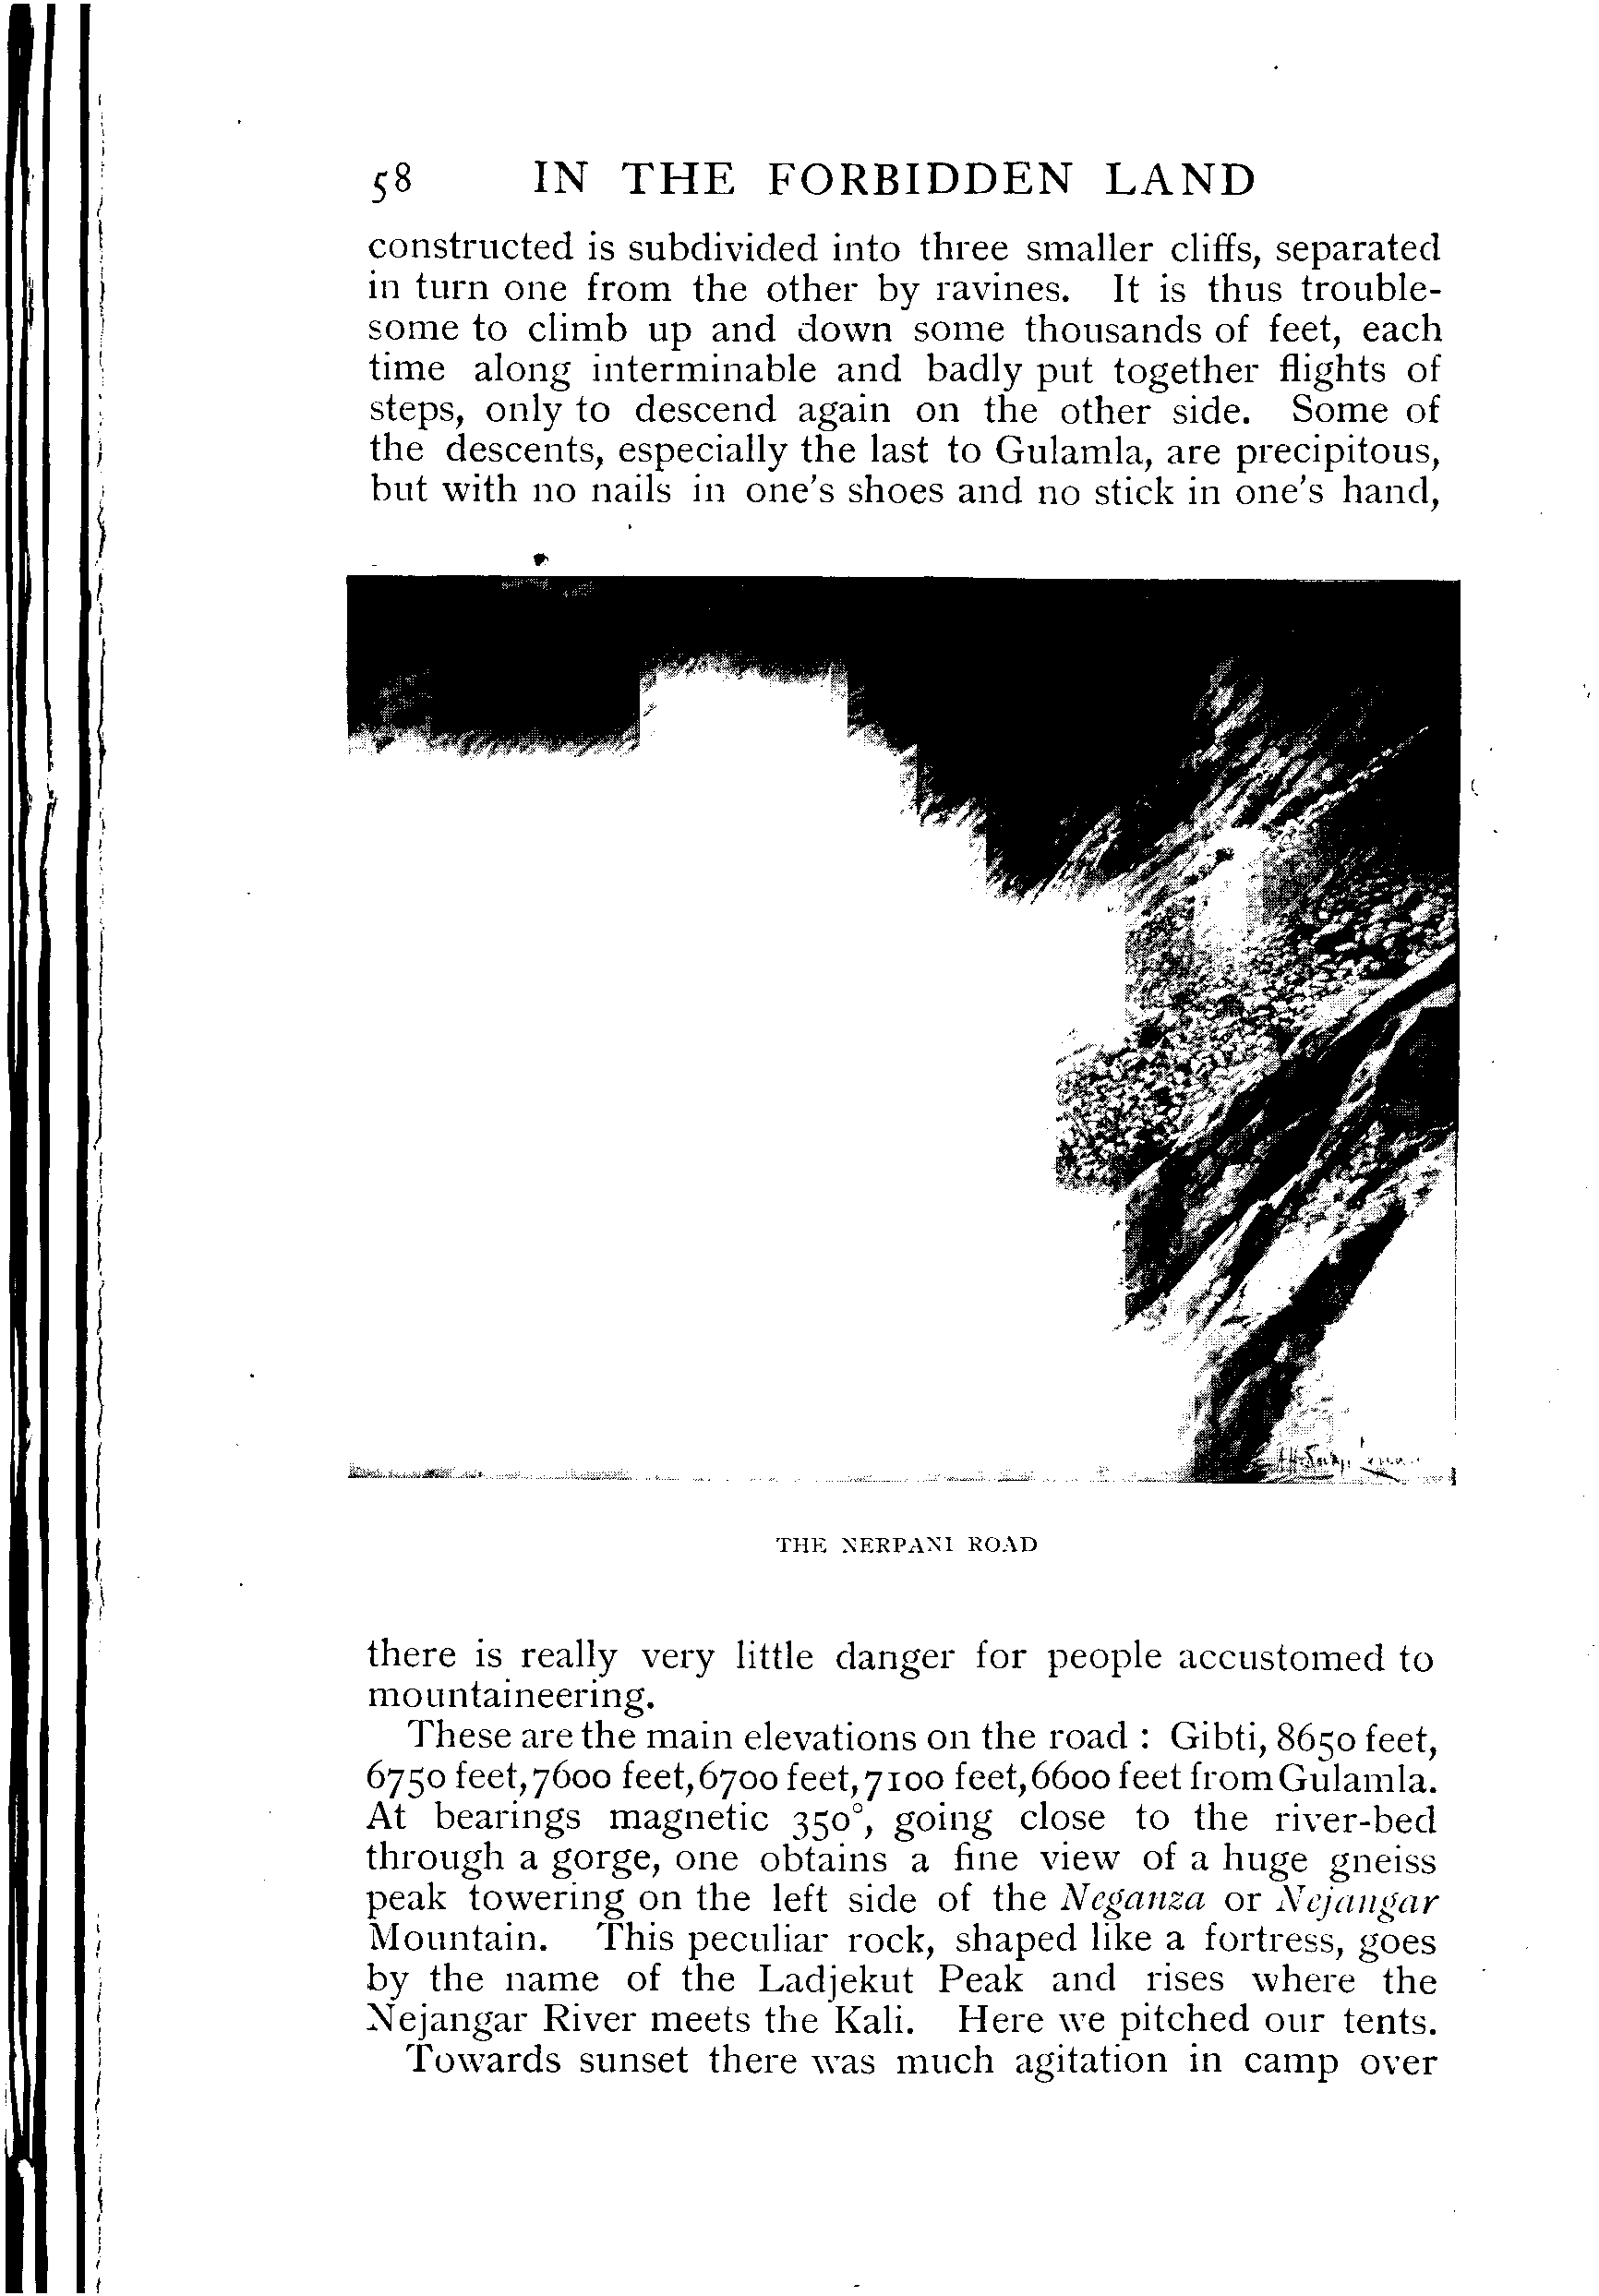 58 IN THE FORBIDDEN LAND
constructed is subdivided into three smaller cliffs, separated
in turn one from the other by ravines. It is thus trouble-
some to climb up and down some thousands of feet, each
time along interminable and badly put together flights of
steps, only to descend again on the other side. Some of
the descents, especially the last to Gulamla, are precipitous,
but with no nails in one's shoes and no stick in one's hand,
THE NERPANI ROAD
there is really very little danger for people accustomed to
mountaineering.
These are the main elevations on the road : Gibti, 8650 feet,
6750 feet, 7600 feet, 6700 feet, 7100 feet, 6600 feet from Gulamla.
At bearings magnetic 350°, going close to the river-bed
through a gorge, one obtains a fine view of a huge gneiss
peak towering on the left side of the Neganza or Nejangar
Mountain. This peculiar rock, shaped like a fortress, goes
by the name of the Ladjekut Peak and rises where the
Nejangar River meets the Kali. Here we pitched our tents.
Towards sunset there was much agitation in camp over